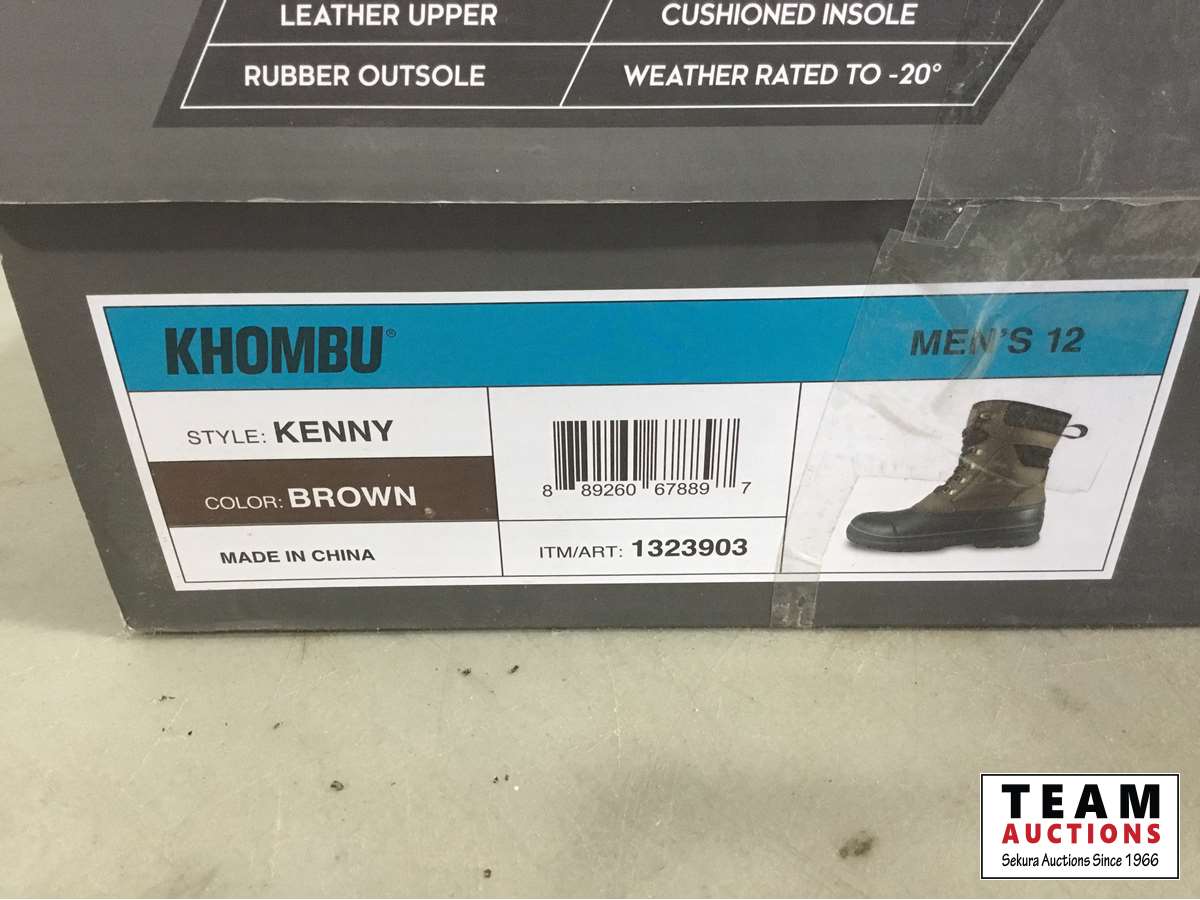 LEATHER UPPER CUSHIONED INSOLE
RUBBER OUTSOLE WEATHER RATED TO -20°
KHOMBU® MEN'S 12
STYLE: KENNY
COLOR: BROWN
MADE IN CHINA
8 89260 67889 7
ITM/ART: 1323903
TEAM
AUCTIONS
Sekura Auctions Since 1966